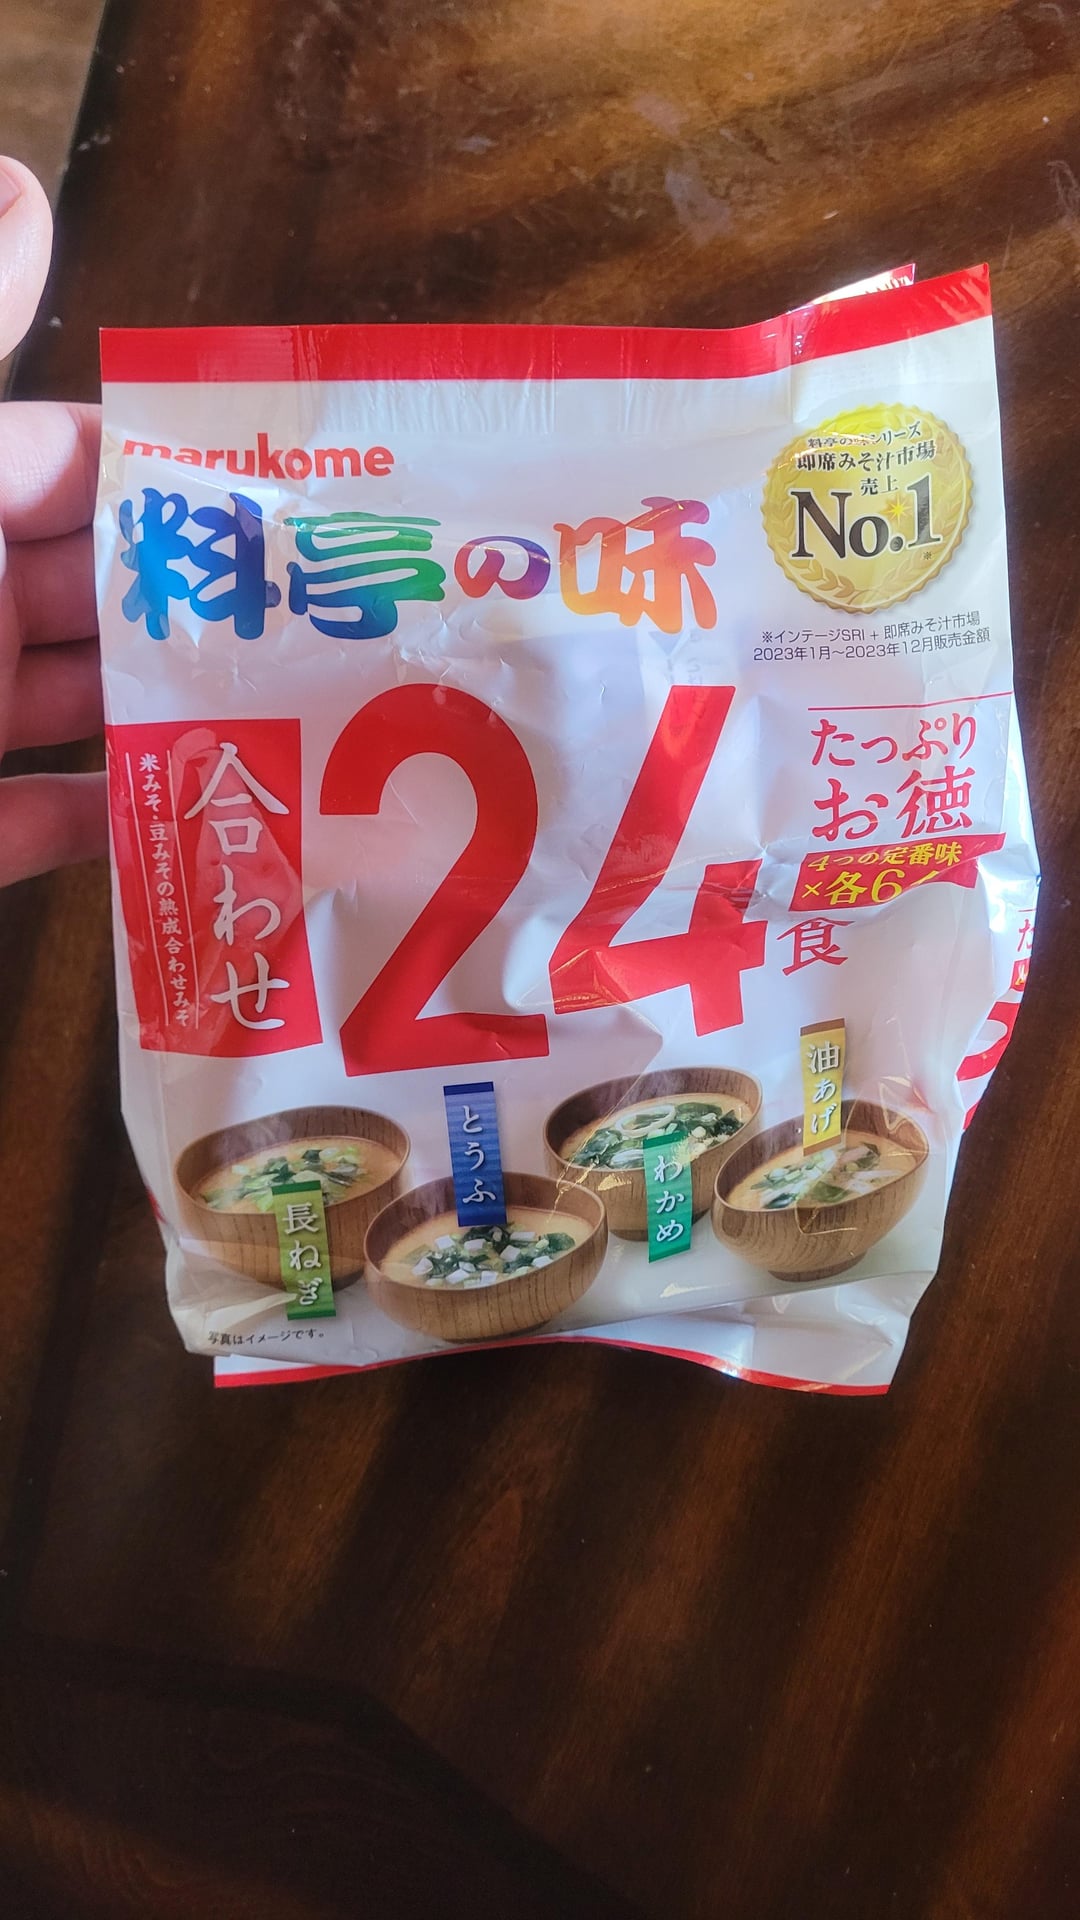 marukome
料亭の味
料亭の味シリーズ
即席みそ汁市場
売上
No.1
※
※インテージSRI+即席みそ汁市場
2023年1月～2023年12月販売金額
合わせ
米みそ・豆みその熟成合わせみそ
24
食
たっぷり
お徳
4つの定番味
×各6
長ねぎ
とうふ
わかめ
油あげ
写真はイメージです。